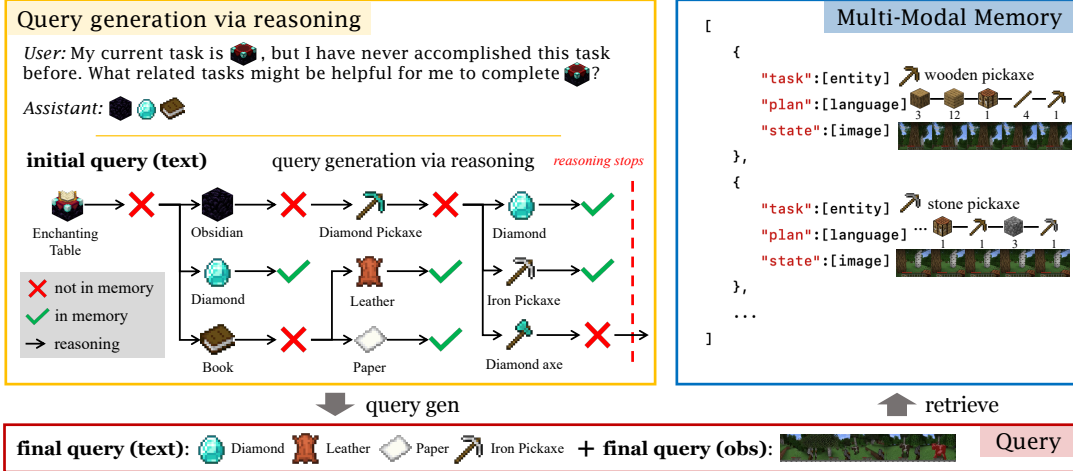 Query generation via reasoning
User: My current task is , but I have never accomplished this task
before. What related tasks might be helpful for me to complete ?
Assistant:
initial query (text)
query generation via reasoning
reasoning stops
Enchanting
Table
Obsidian
Diamond Pickaxe
Diamond
Diamond
Leather
Iron Pickaxe
Book
Paper
Diamond axe
not in memory
in memory
reasoning
Multi-Modal Memory
[
{
"task":[entity] wooden pickaxe
"plan":[language]
3 12 1 4 1
"state":[image]
},
{
"task":[entity] stone pickaxe
"plan":[language] ...
1 1 3 1
"state":[image]
},
...
]
query gen
retrieve
final query (text): Diamond Leather Paper Iron Pickaxe + final query (obs):
Query